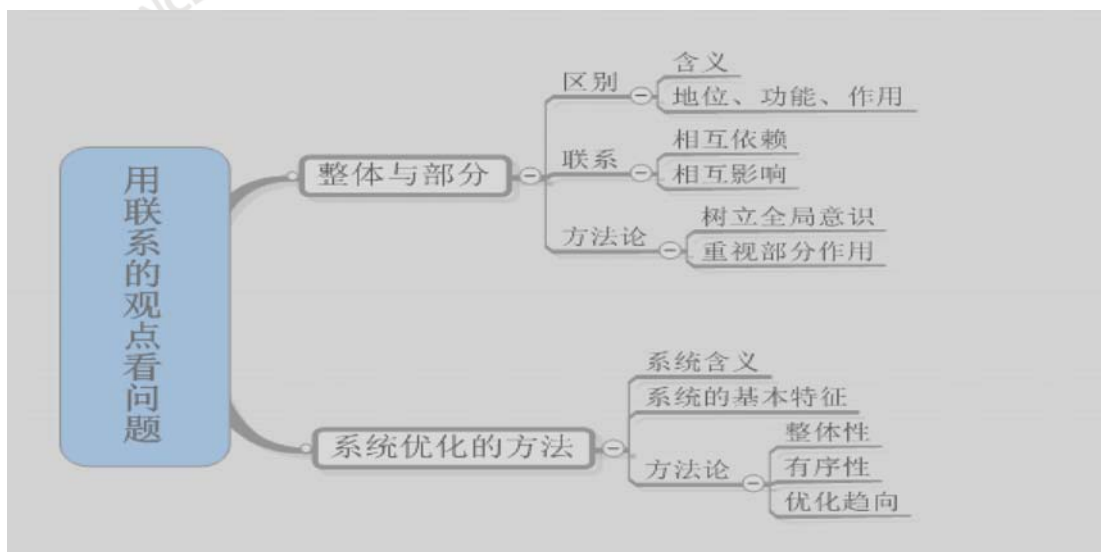 用联系的观点看问题
整体与部分
区别
含义
地位、功能、作用
联系
相互依赖
相互影响
方法论
树立全局意识
重视部分作用
系统优化的方法
系统含义
系统的基本特征
方法论
整体性
有序性
优化趋向